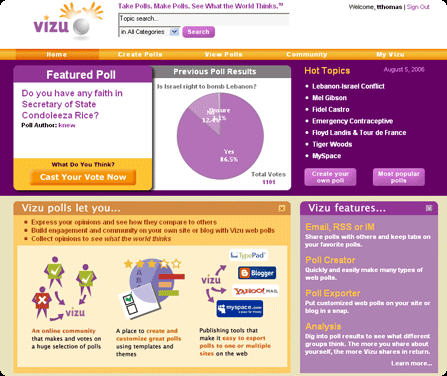 Take Polls. Make Polls. See What the World Thinks.™
Welcome, tthomas | Sign Out
vizu
Topic search...
in All Categories
Search
Home
Create Polls
View Polls
Community
My Vizu
Featured Poll
Do you have any faith in
Secretary of State
Condoleeza Rice?
Poll Author: knew
What Do You Think?
Cast Your Vote Now
Previous Poll Results
Is Israel right to bomb Lebanon?
No
Unsure
Yes
86.5%
Total Votes
1191
Hot Topics
August 5, 2006
Lebanon-Israel Conflict
Mel Gibson
Fidel Castro
Emergency Contraceptive
Floyd Landis & Tour de France
Tiger Woods
MySpace
Create your
own poll
Most popular
polls
Vizu polls let you...
Express your opinions and see how they compare to others
Build engagement and community on your own site or blog with Vizu web polls
Collect opinions to see what the world thinks
vizu
An online community
that makes and votes on
a huge selection of polls
A
B
A place to create and
customize great polls
using templates and
themes
vizu
TypePad
Blogger
YAHOO! MAIL
myspace.com
a place for friends
Publishing tools that
make it easy to export
polls to one or multiple
sites on the web
Vizu features...
Email, RSS or IM
Share polls with others and keep tabs on
your favorite polls.
Poll Creator
Quickly and easily make many types of
web polls.
Poll Exporter
Put customized web polls on your site or
blog in a snap.
Analysis
Dig into poll results to see what different
groups think. The more you share about
yourself, the more Vizu shares in return.
Learn more...